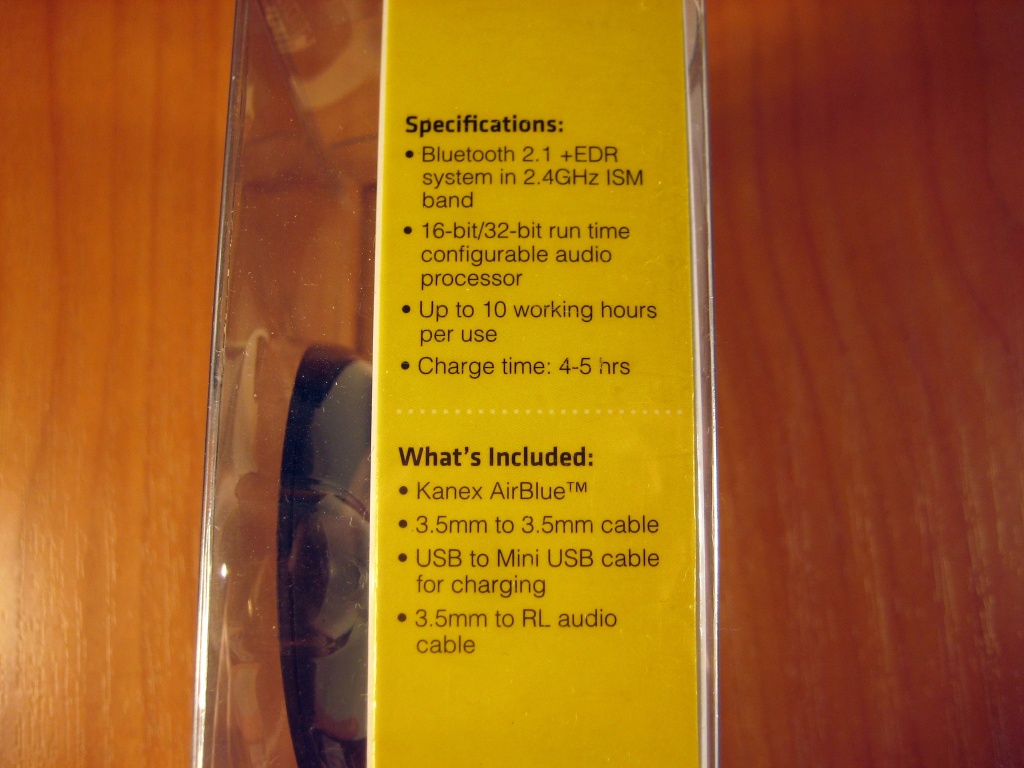 Specifications:
• Bluetooth 2.1 +EDR
system in 2.4GHz ISM
band
• 16-bit/32-bit run time
configurable audio
processor
• Up to 10 working hours
per use
• Charge time: 4-5 hrs
What's Included:
• Kanex AirBlue™
• 3.5mm to 3.5mm cable
• USB to Mini USB cable
for charging
• 3.5mm to RL audio
cable